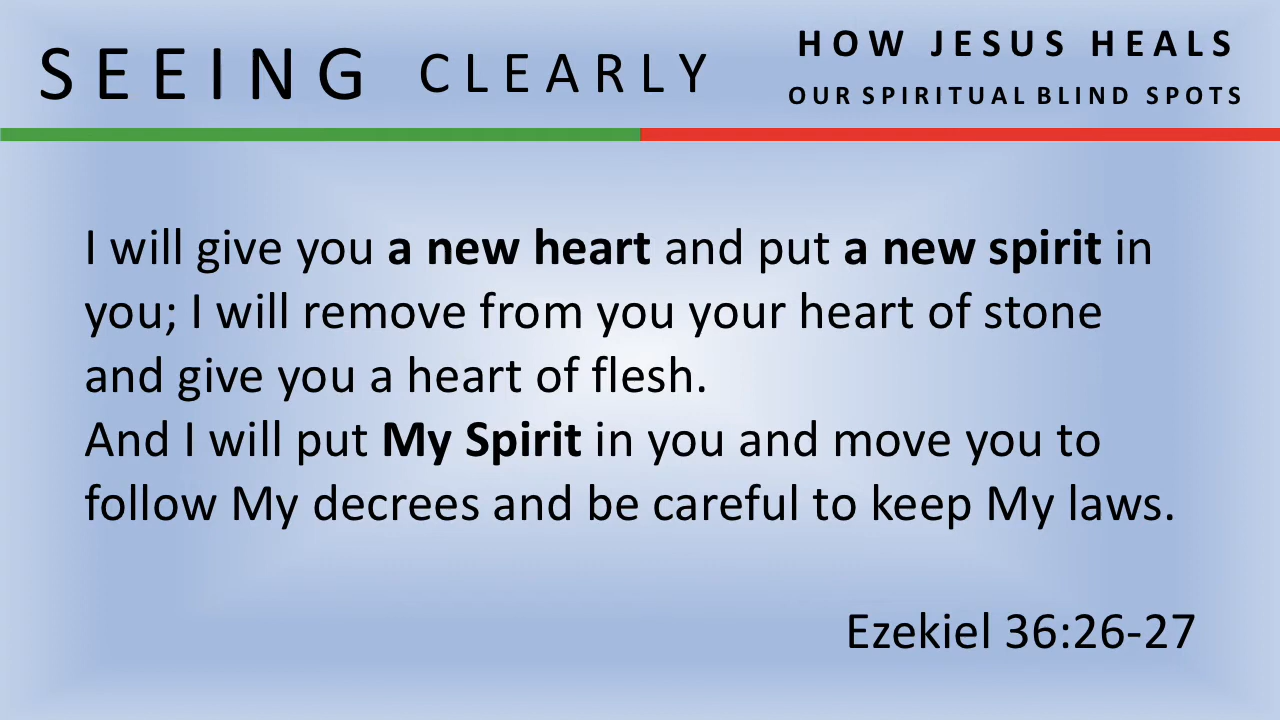 SEEING CLEARLY
HOW JESUS HEALS
OUR SPIRITUAL BLIND SPOTS
I will give you a new heart and put a new spirit in
you; I will remove from you your heart of stone
and give you a heart of flesh.
And I will put My Spirit in you and move you to
follow My decrees and be careful to keep My laws.
Ezekiel 36:26-27